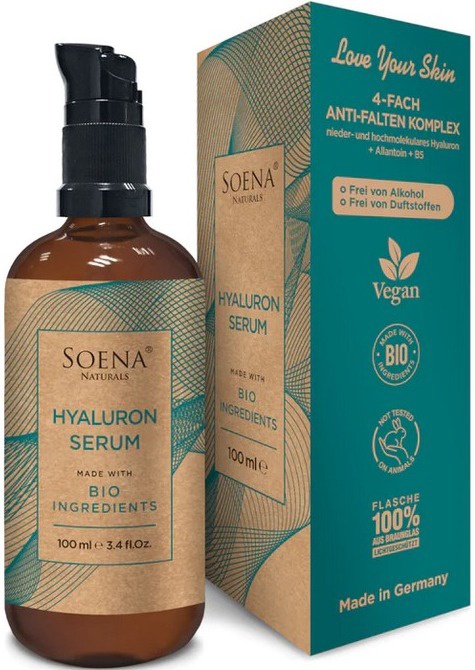 SOENA®
NATURALS
HYALURON
SERUM
MADE WITH
BIO
INGREDIENTS
100 ml ℮ 3.4 fl.Oz.
SOENA®
NATURALS
HYALURON
SERUM
MADE WITH
BIO
INGREDIENTS
100 ml ℮
Love Your Skin
4-FACH
ANTI-FALTEN KOMPLEX
nieder- und hochmolekulares Hyaluron
+ Allantoin + B5
o Frei von Alkohol
o Frei von Duftstoffen
Vegan
MADE WITH
BIO
INGREDIENTS
NOT TESTED
ON ANIMALS
FLASCHE
100%
AUS BRAUNGLAS
LICHTGESCHÜTZT
Made in Germany